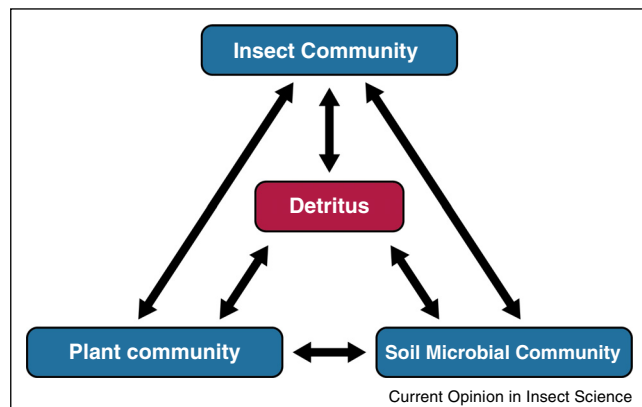 Insect Community
Detritus
Plant community
Soil Microbial Community
Current Opinion in Insect Science